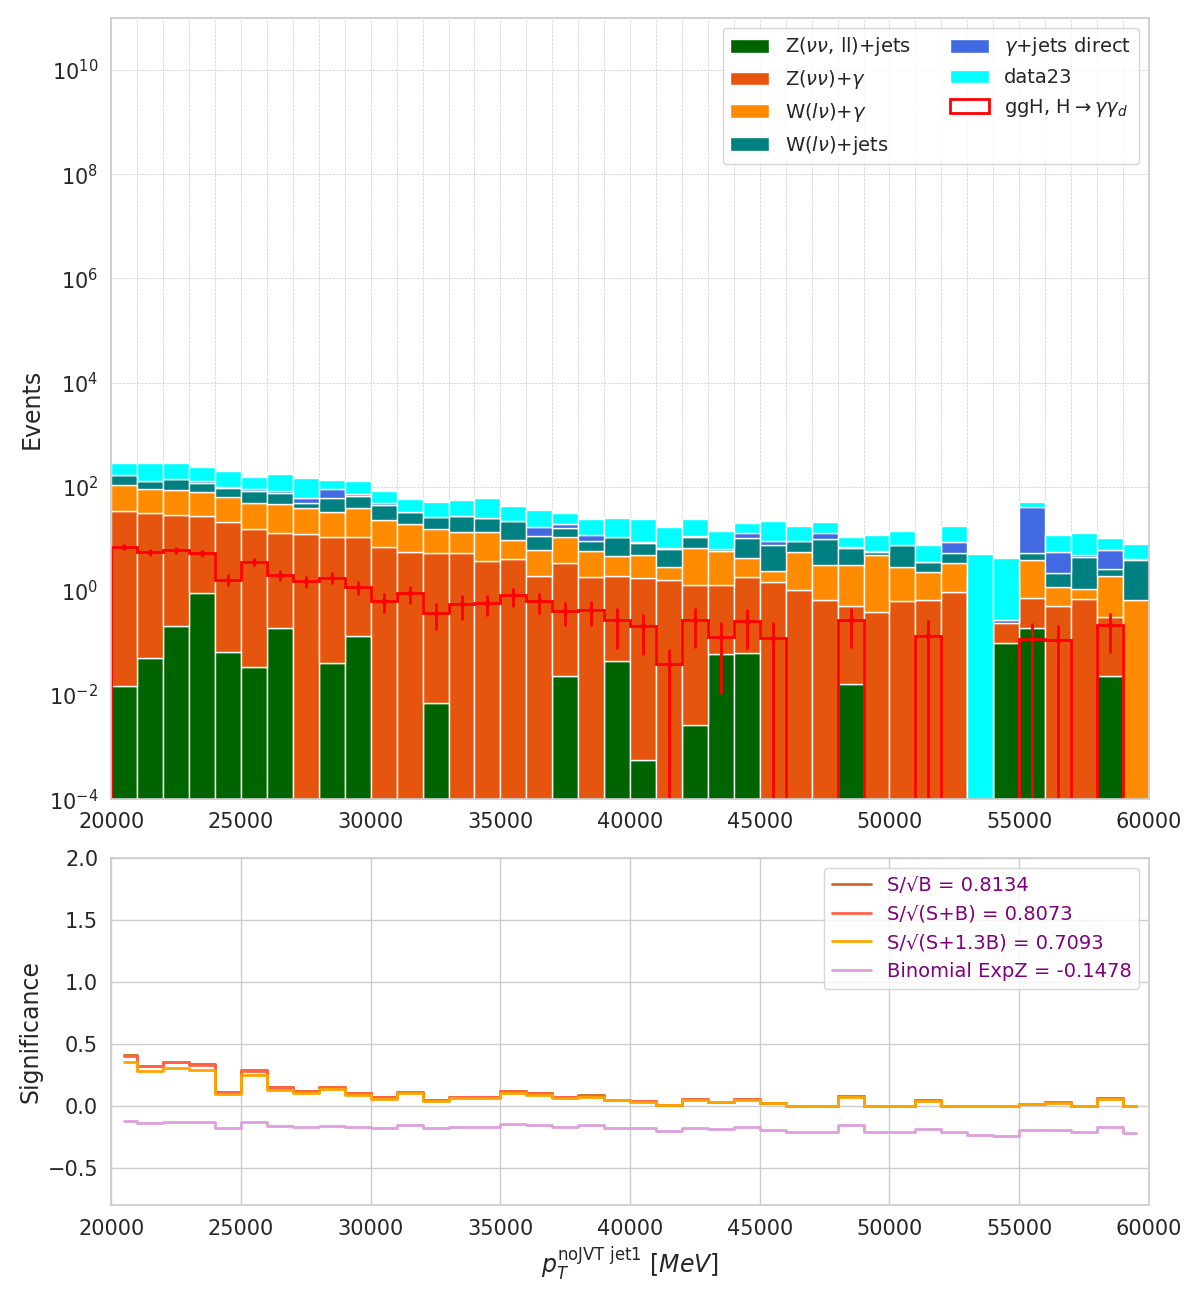 Z(νν, ll)+jets
Z(νν)+γ
W(lν)+γ
W(lν)+jets
γ+jets direct
data23
ggH, H→γγ_d
Events
10^10
10^8
10^6
10^4
10^2
10^0
10^−2
10^−4
20000 25000 30000 35000 40000 45000 50000 55000 60000
S/√B = 0.8134
S/√(S+B) = 0.8073
S/√(S+1.3B) = 0.7093
Binomial ExpZ = -0.1478
Significance
2.0
1.5
1.0
0.5
0.0
−0.5
20000 25000 30000 35000 40000 45000 50000 55000 60000
p_T^noJVT jet1 [MeV]